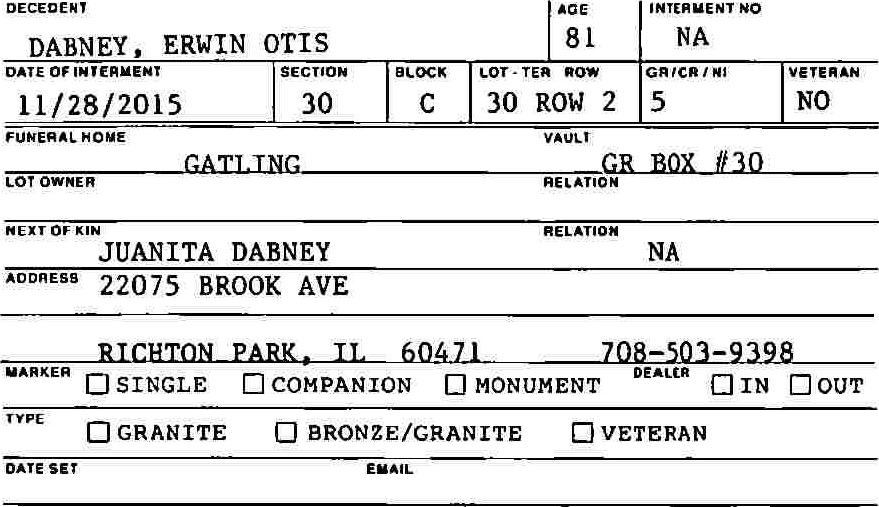 DECEDENT AGE INTERMENT NO
DABNEY, ERWIN OTIS 81 NA
DATE OF INTERMENT SECTION BLOCK LOT - TER ROW GR/CR/NI VETERAN
11/28/2015 30 C 30 ROW 2 5 NO
FUNERAL HOME VAULT
GATLING GR BOX #30
LOT OWNER RELATION
NEXT OF KIN RELATION
JUANITA DABNEY NA
ADDRESS 22075 BROOK AVE
RICHTON PARK, IL 60471 708-503-9398
MARKER SINGLE COMPANION MONUMENT DEALER IN OUT
TYPE GRANITE BRONZE/GRANITE VETERAN
DATE SET EMAIL